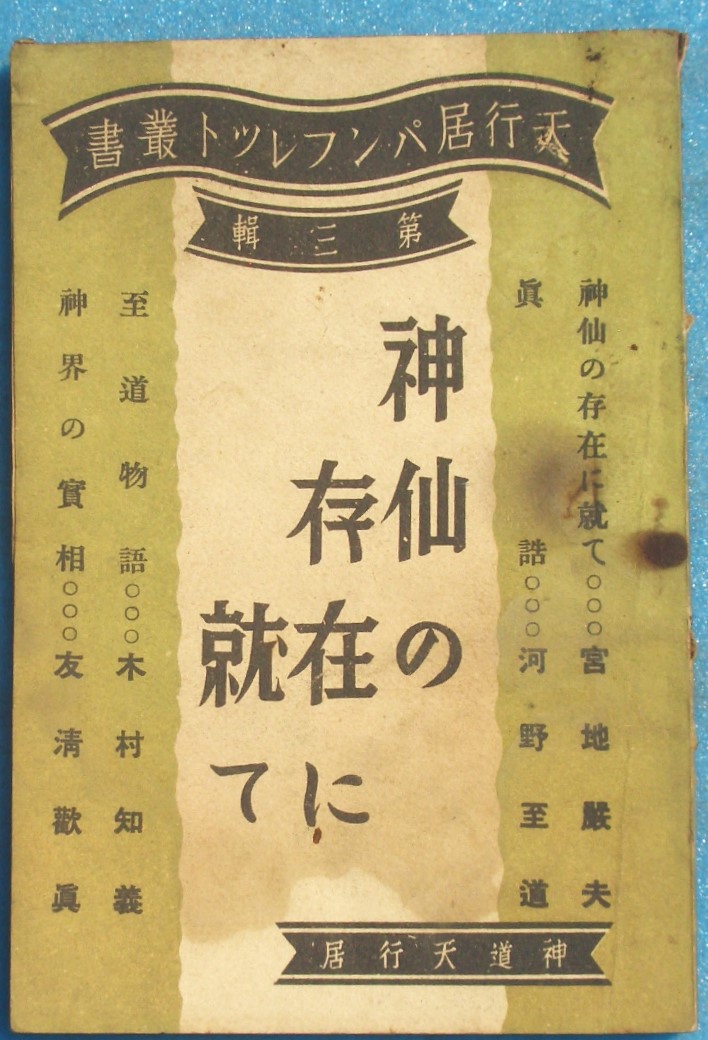 天行居パンフレット叢書
第三輯
神仙の存在に就て○○○宮地嚴夫
眞誥○○○河野至道
神仙の
存在に
就て
至道物語○○○木村知義
神界の實相○○○友淸歡眞
神道天行居